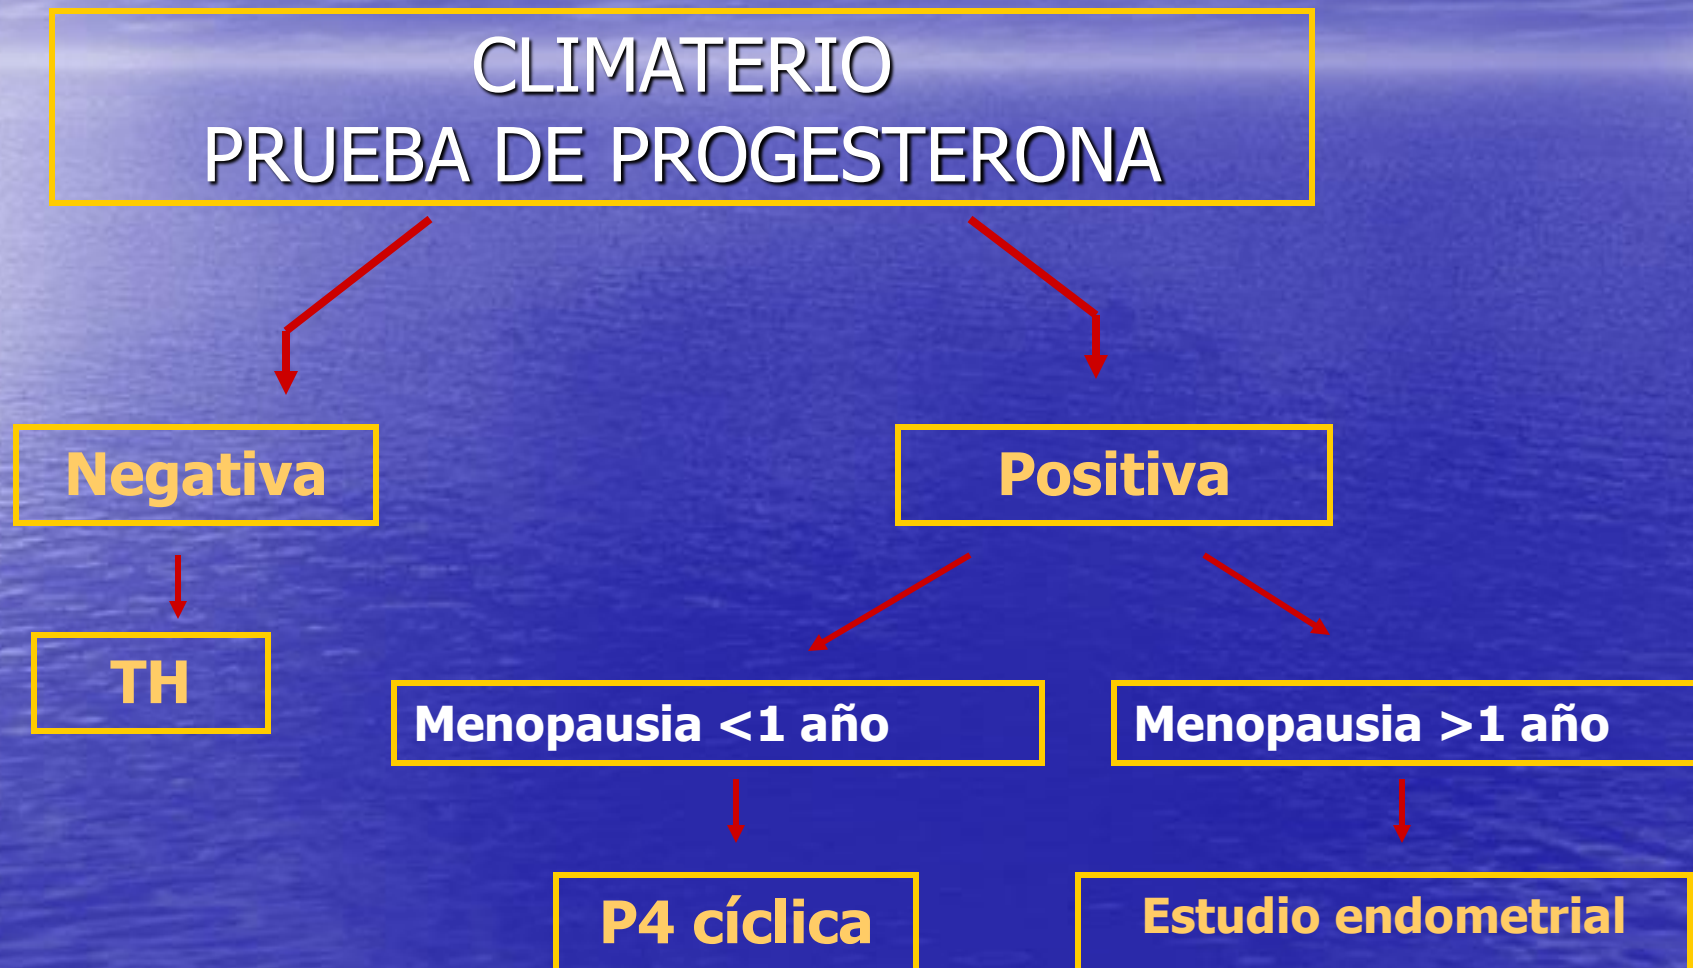 CLIMATERIO
PRUEBA DE PROGESTERONA
Negativa
Positiva
TH
Menopausia <1 año
Menopausia >1 año
P4 cíclica
Estudio endometrial